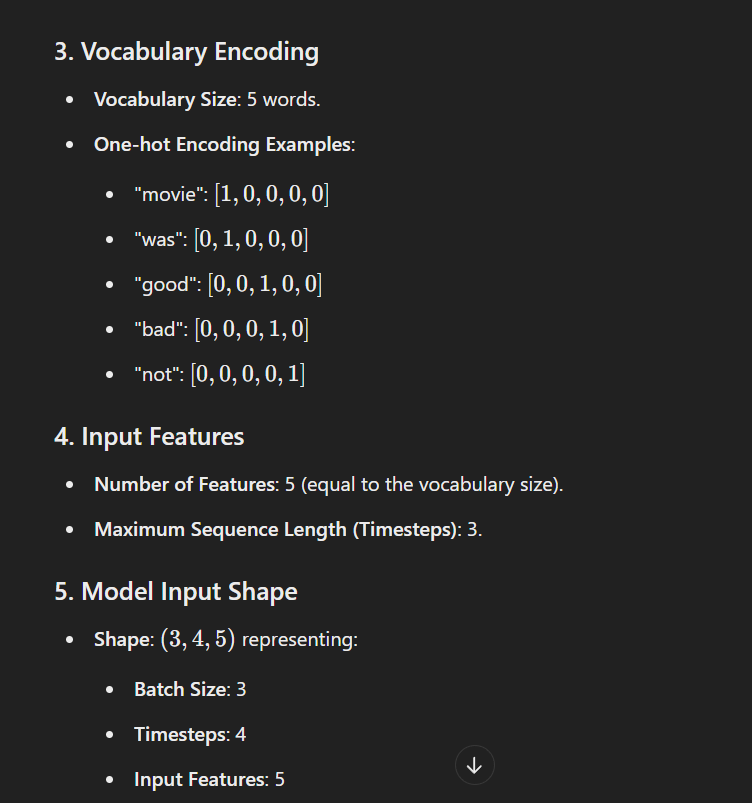 3. Vocabulary Encoding
• Vocabulary Size: 5 words.
• One-hot Encoding Examples:
• "movie": [1, 0, 0, 0, 0]
• "was": [0, 1, 0, 0, 0]
• "good": [0, 0, 1, 0, 0]
• "bad": [0, 0, 0, 1, 0]
• "not": [0, 0, 0, 0, 1]
4. Input Features
• Number of Features: 5 (equal to the vocabulary size).
• Maximum Sequence Length (Timesteps): 3.
5. Model Input Shape
• Shape: (3, 4, 5) representing:
• Batch Size: 3
• Timesteps: 4
• Input Features: 5